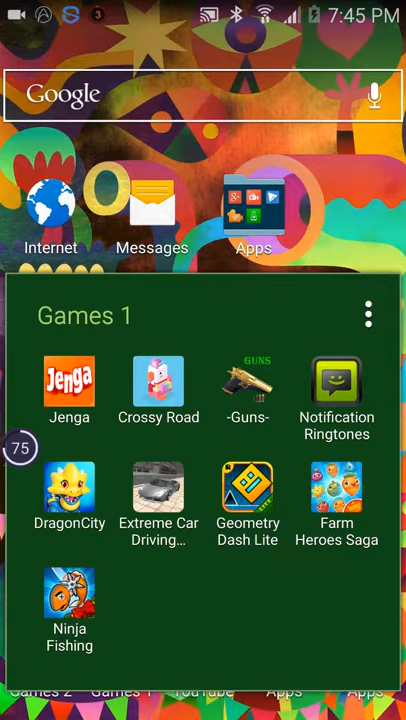 3
7:45 PM
Google
Internet
Messages
Apps
Games 1
Jenga
GUNS
Jenga
Crossy Road
-Guns-
Notification
Ringtones
75
DragonCity
Extreme Car
Driving...
Geometry
Dash Lite
Farm
Heroes Saga
Ninja
Fishing
Games 2
Games 1
YouTube
Apps
Apps